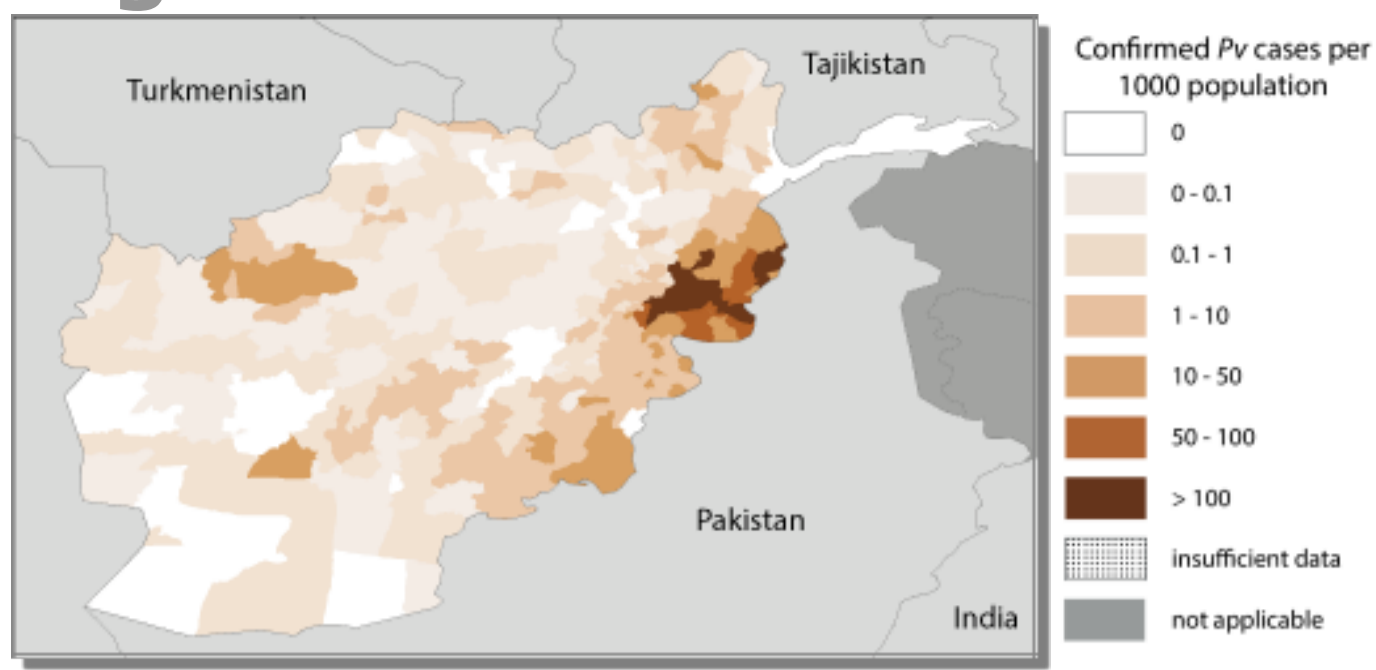 Turkmenistan
Tajikistan
Pakistan
India
Confirmed Pv cases per
1000 population
0
0 - 0.1
0.1 - 1
1 - 10
10 - 50
50 - 100
> 100
insufficient data
not applicable